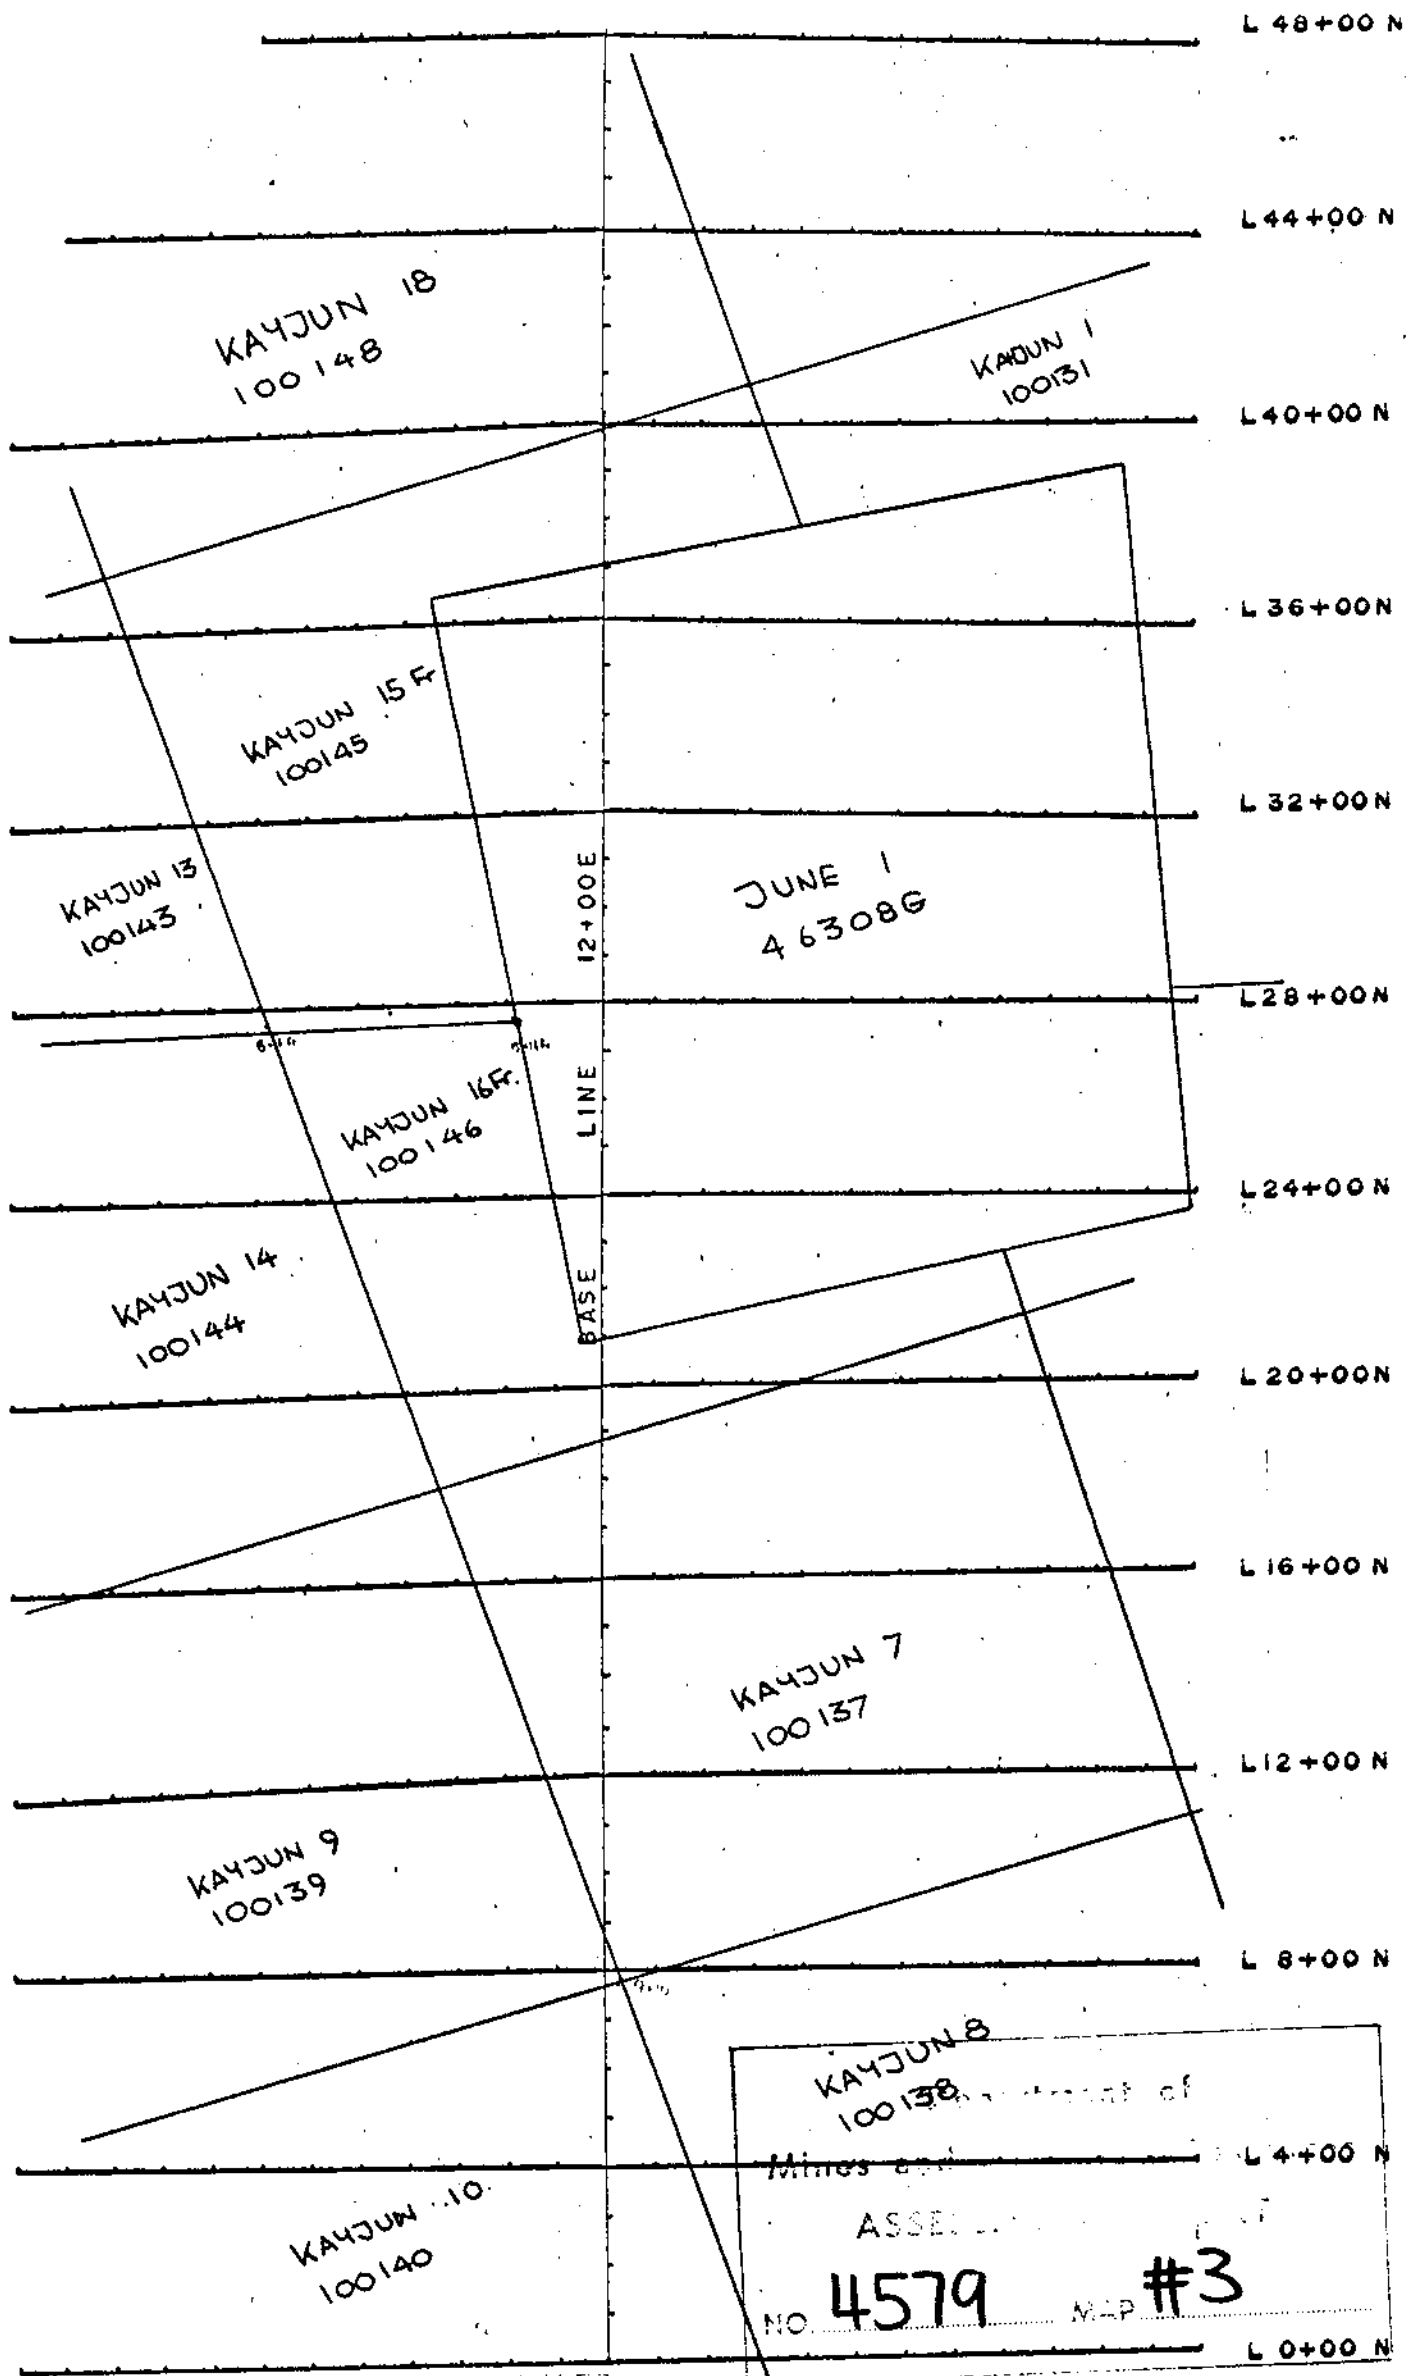 L 48+00 N
L 44+00 N
KAYJUN 18
100148
KAJUN 1
100131
L 40+00 N
L 36+00 N
KAYJUN 15 Fr
100145
L 32+00 N
KAYJUN 13
100143
JUNE 1
46308G
BASE LINE 12+00E
L 28+00 N
KAYJUN 16 Fr.
100146
L 24+00 N
KAYJUN 14
100144
L 20+00 N
L 16+00 N
KAYJUN 7
100137
L 12+00 N
KAYJUN 9
100139
L 8+00 N
KAYJUN 8
100138
of
Mines and
L 4+00 N
KAYJUN 10
100140
NO. 4579 MAP #3
L 0+00 N